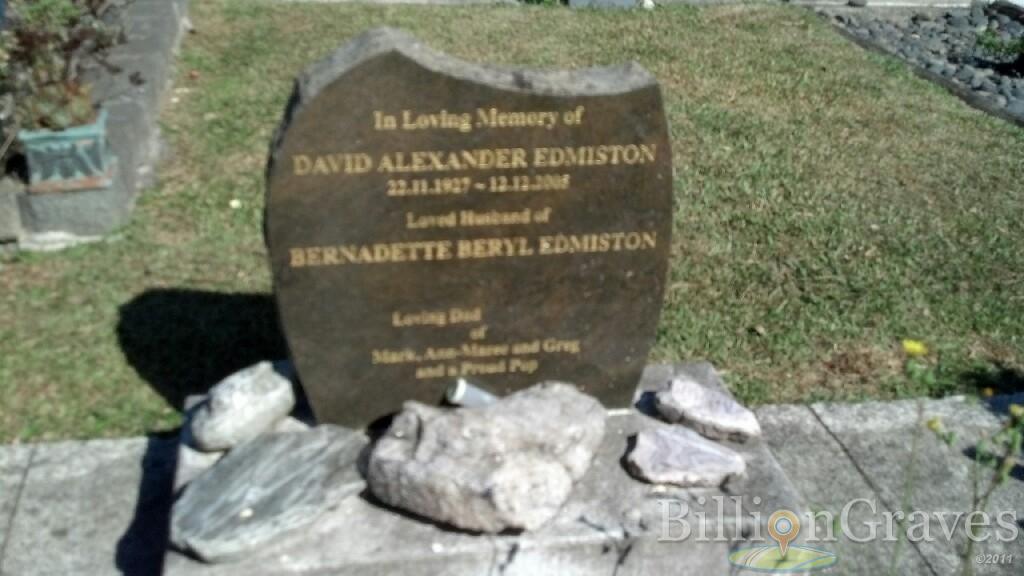 In Loving Memory of
DAVID ALEXANDER EDMISTON
22.11.1927 ~ 12.12.2005
Loved Husband of
BERNADETTE BERYL EDMISTON
Loving Dad
of
Mark, Ann-Maree and Greg
and a Proud Pop
BillionGraves
©2011